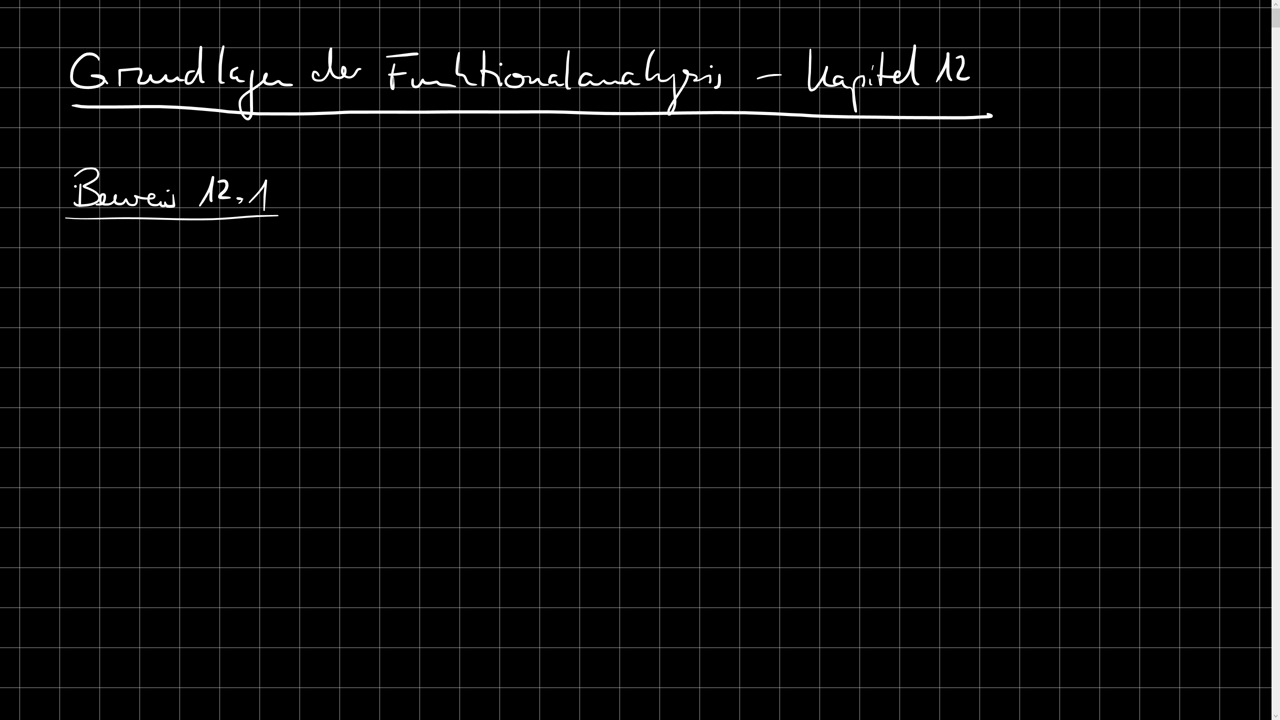 Grundlagen der Funktionalanalysis – Kapitel 12
Beweis 12.1